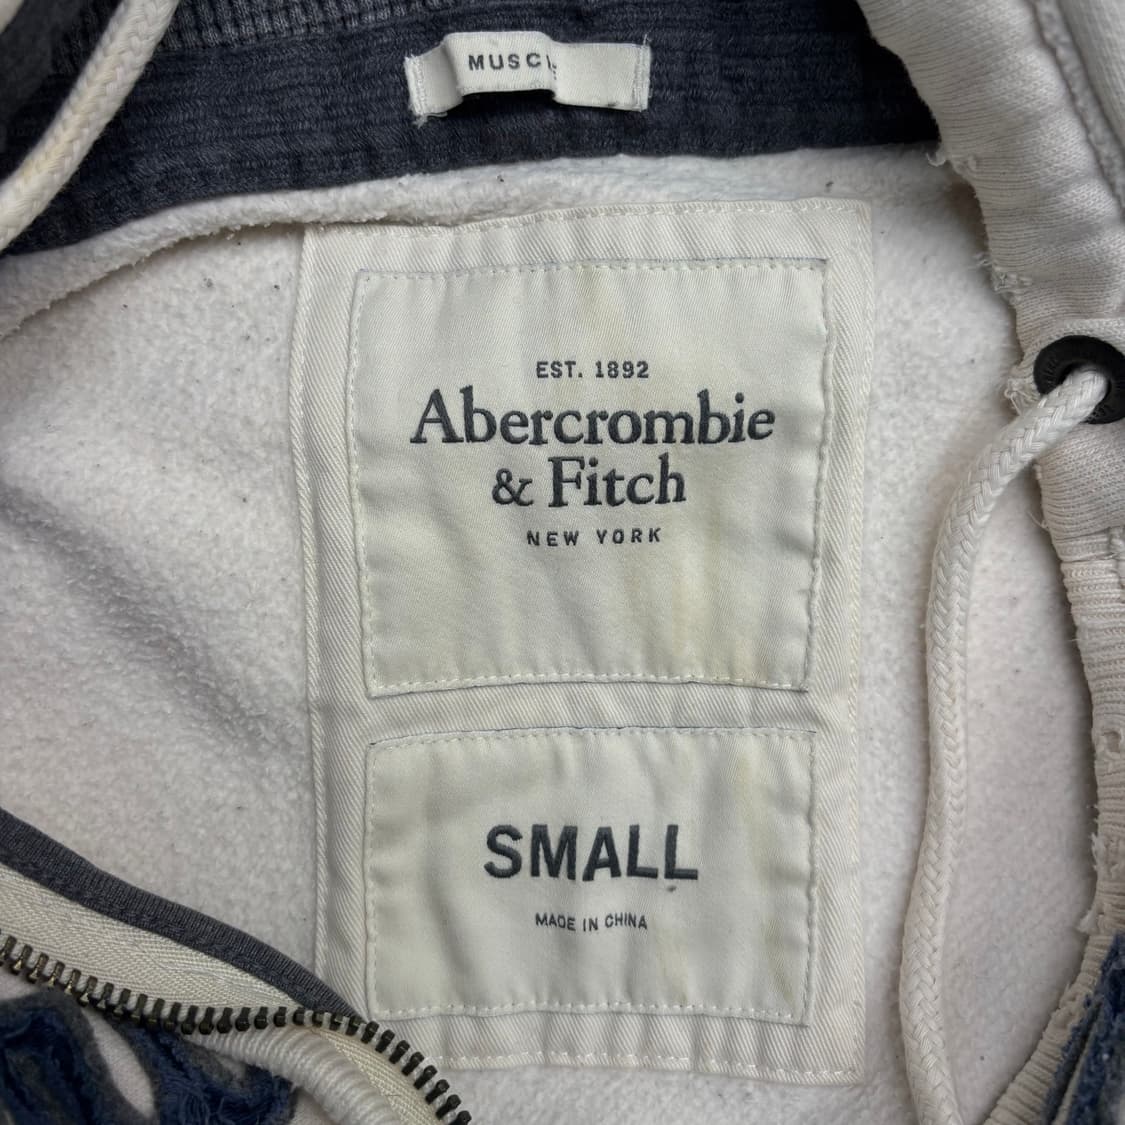 EST. 1892
Abercrombie
& Fitch
NEW YORK
SMALL
MADE IN CHINA